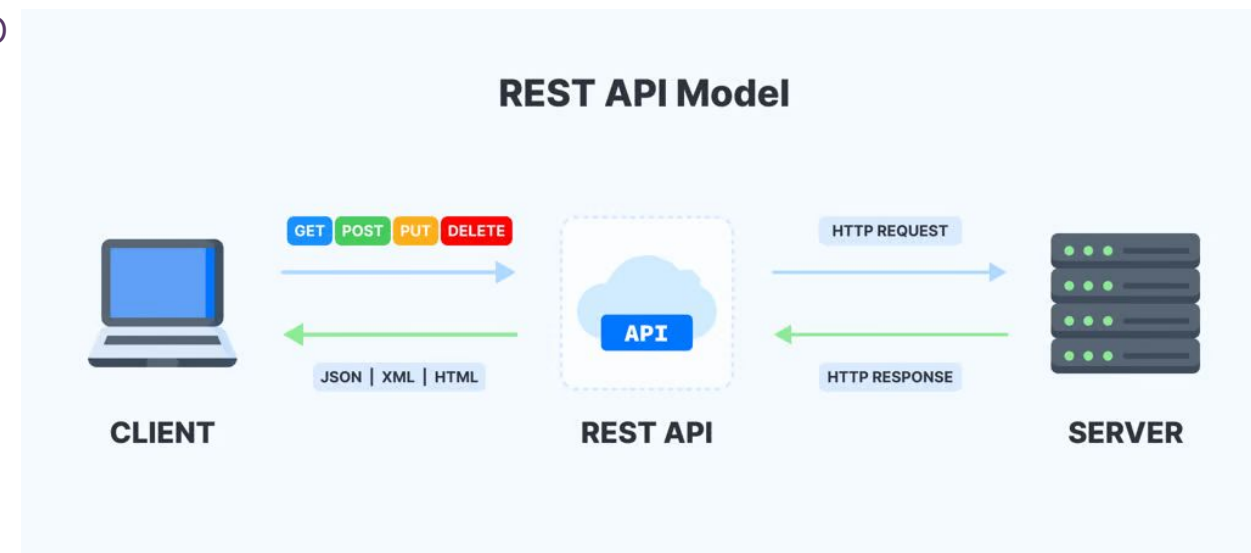 REST API Model
GET POST PUT DELETE
HTTP REQUEST
API
JSON | XML | HTML
HTTP RESPONSE
CLIENT
REST API
SERVER